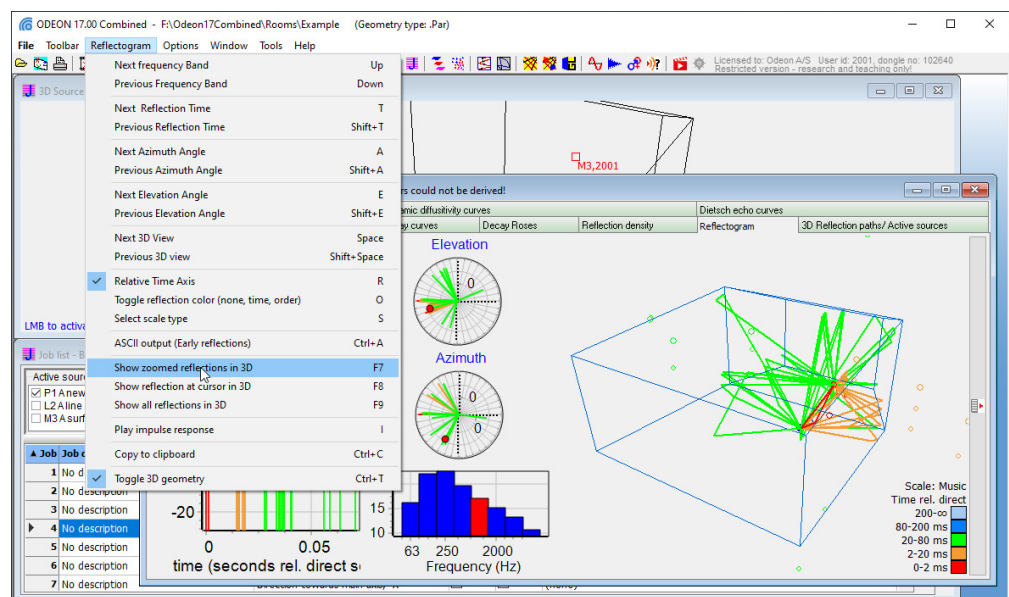 ODEON 17.00 Combined - F:\Odeon17Combined\Rooms\Example (Geometry type: .Par)
File Toolbar Reflectogram Options Window Tools Help
Licensed to: Odeon A/S User id: 2001, dongle no: 102640
Restricted version - research and teaching only!
Next frequency Band Up
Previous Frequency Band Down
Next Reflection Time T
Previous Reflection Time Shift+T
Next Azimuth Angle A
Previous Azimuth Angle Shift+A
Next Elevation Angle E
Previous Elevation Angle Shift+E
Next 3D View Space
Previous 3D view Shift+Space
Relative Time Axis R
Toggle reflection color (none, time, order) O
Select scale type S
ASCII output (Early reflections) Ctrl+A
Show zoomed reflections in 3D F7
Show reflection at cursor in 3D F8
Show all reflections in 3D F9
Play impulse response I
Copy to clipboard Ctrl+C
Toggle 3D geometry Ctrl+T
3D Source
M3,2001
LMB to activa
rs could not be derived!
amic diffusitivity curves Dietsch echo curves
ay curves Decay Roses Reflection density Reflectogram 3D Reflection paths/ Active sources
Elevation
0
Azimuth
0
0
Scale: Music
Time rel. direct
200-∞
80-200 ms
20-80 ms
2-20 ms
0-2 ms
-20
0 0.05
time (seconds rel. direct s
15
10
63 250 2000
Frequency (Hz)
Job list - B
Active sour
P1 A new
L2 A line
M3 A surf
Job Job d
1 No d
2 No description
3 No description
4 No description
5 No description
6 No description
7 No description